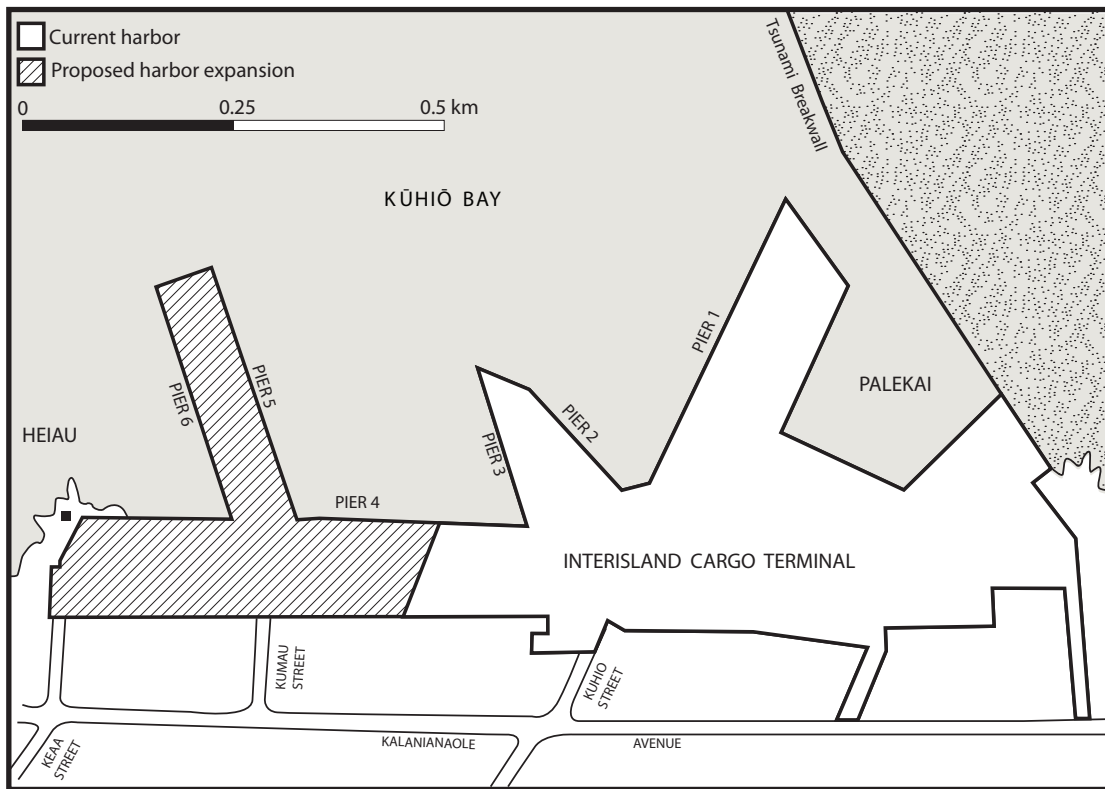 Current harbor
Proposed harbor expansion
0 0.25 0.5 km
Tsunami Breakwall
KŪHIŌ BAY
PIER 1
PALEKAI
PIER 2
PIER 3
PIER 5
PIER 6
HEIAU
PIER 4
INTERISLAND CARGO TERMINAL
KUMAU
STREET
KUHIO
STREET
KEAA
STREET
KALANIANAOLE AVENUE